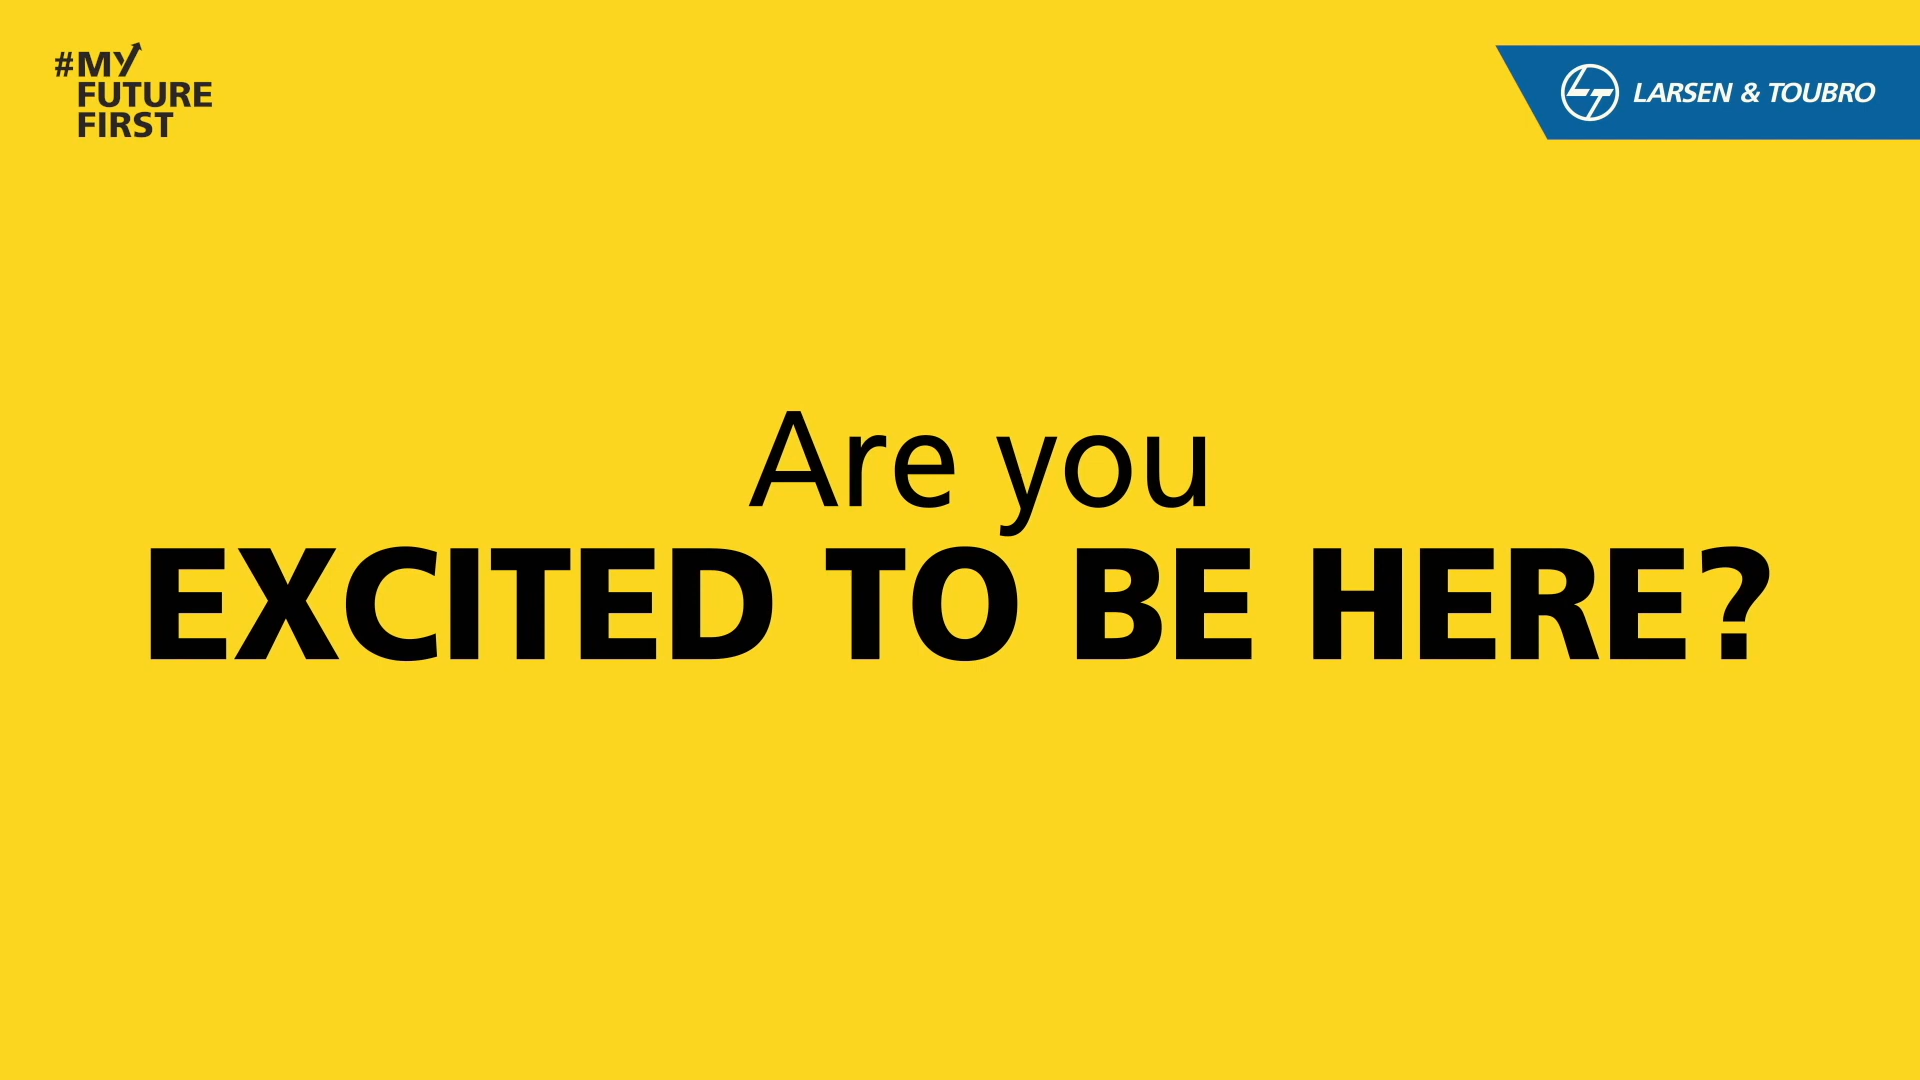 #MY
FUTURE
FIRST
LARSEN & TOUBRO
Are you
EXCITED TO BE HERE?